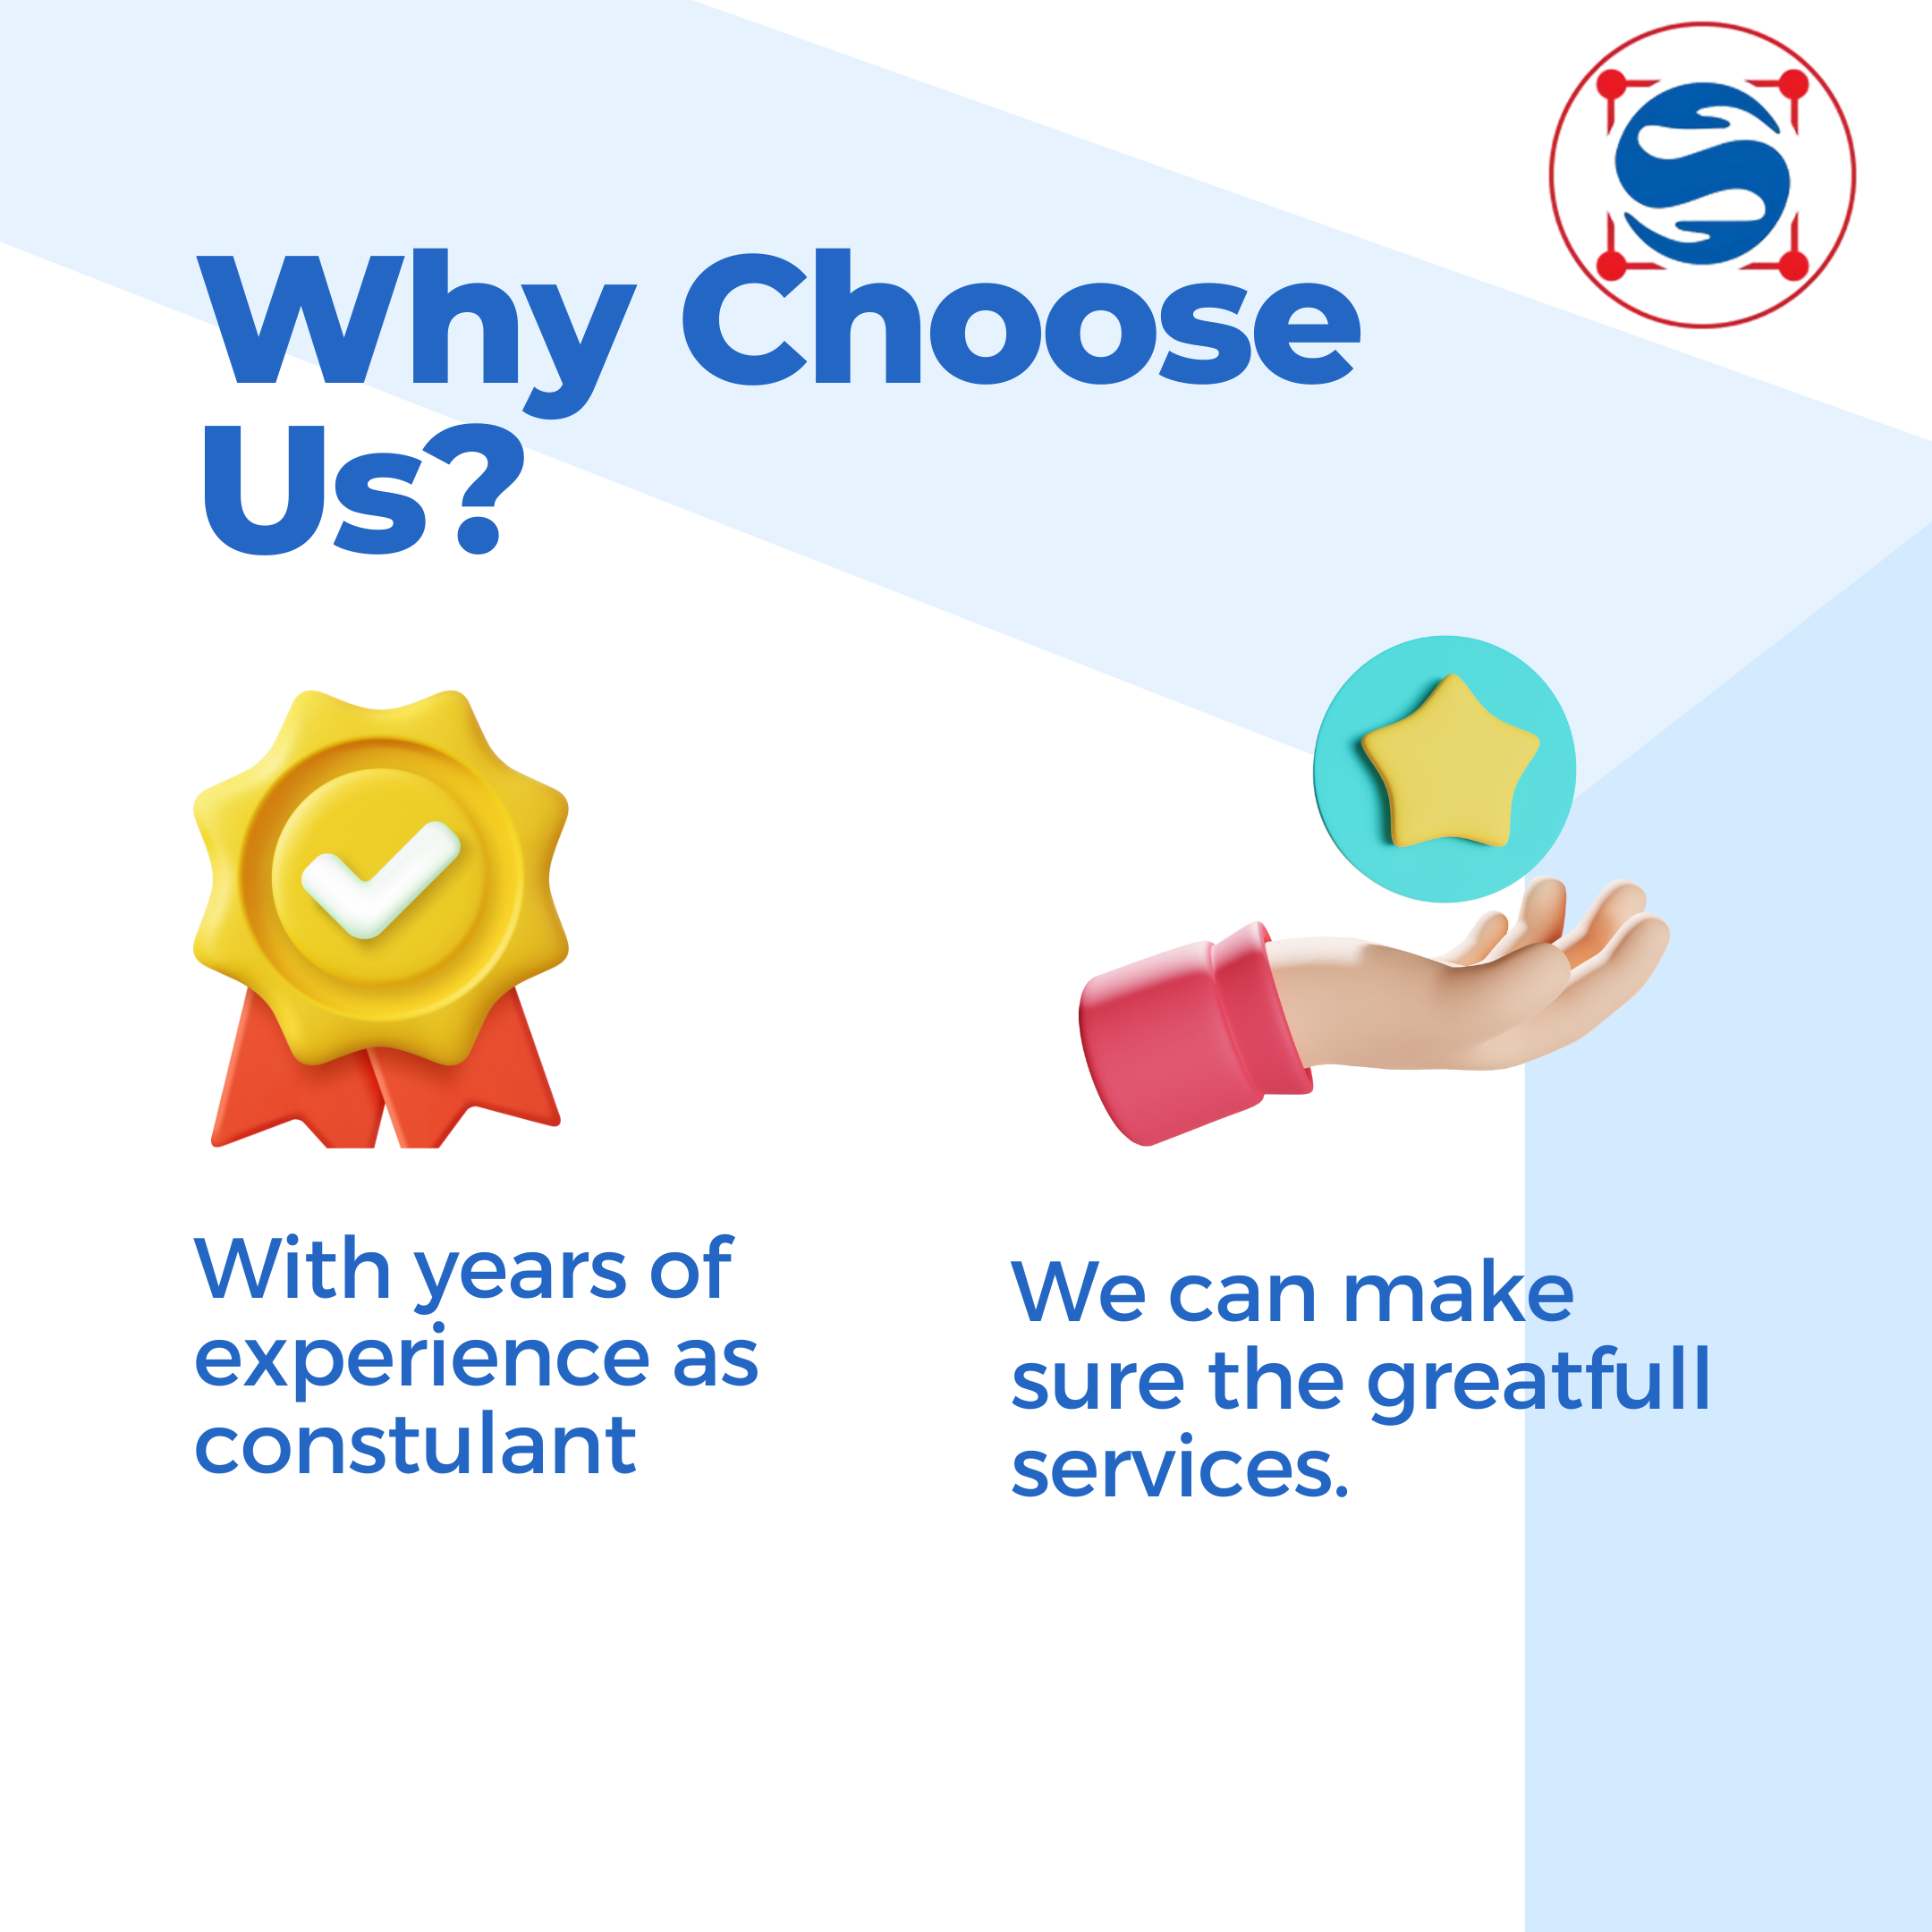 Why Choose
Us?
With years of
experience as
constulant
We can make
sure the greatfull
services.